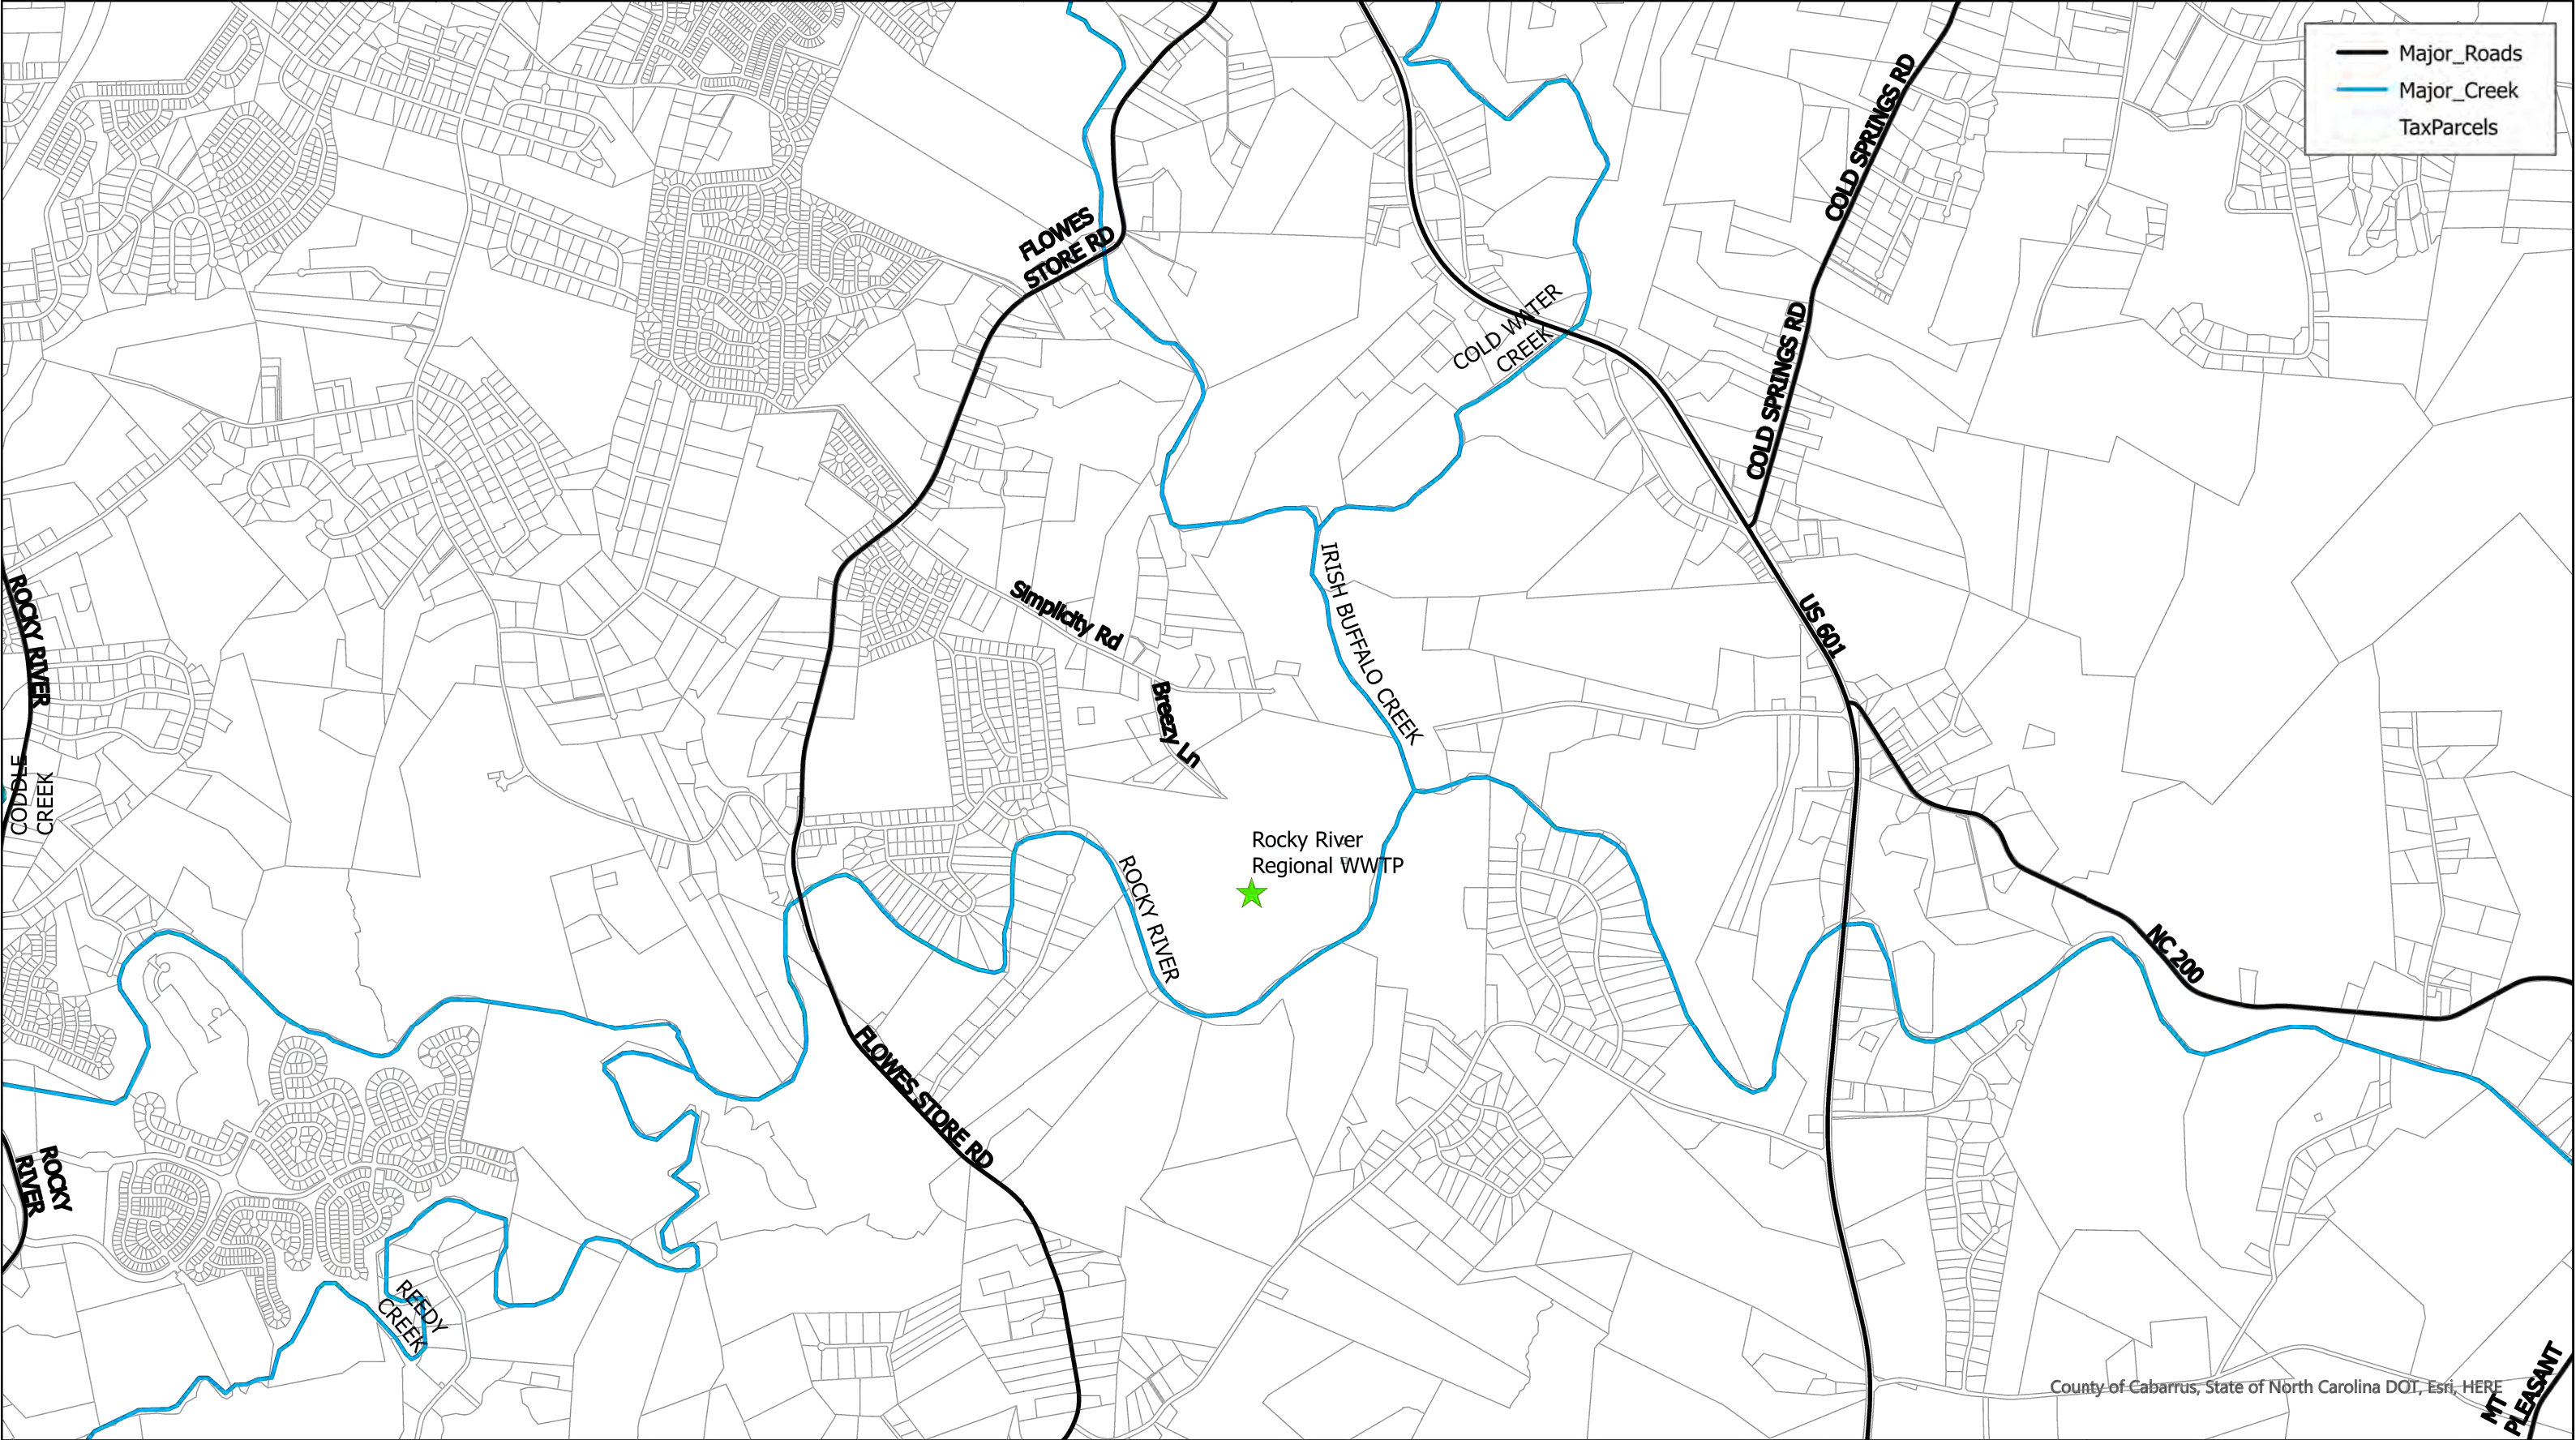 Major_Roads
Major_Creek
TaxParcels
COLD SPRINGS RD
FLOWES
STORE RD
COLD WATER
CREEK
COLD SPRINGS RD
IRISH BUFFALO CREEK
ROCKY RIVER
Simplicity Rd
US 601
Breezy Ln
CODDLE
CREEK
Rocky River
Regional WWTP
ROCKY RIVER
NC 200
FLOWES STORE RD
ROCKY
RIVER
REEDY
CREEK
County of Cabarrus, State of North Carolina DOT, Esri, HERE
MT
PLEASANT